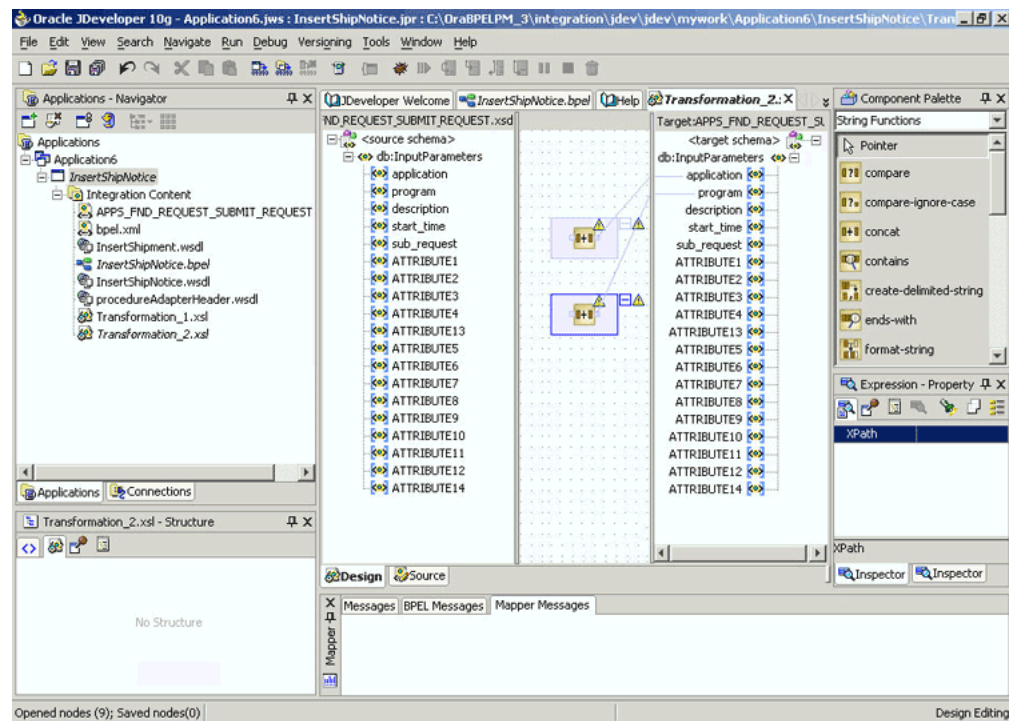 Oracle JDeveloper 10g - Application6.jws : InsertShipNotice.jpr : C:\OraBPELPM_3\integration\jdev\jdev\mywork\Application6\InsertShipNotice\Tran
File Edit View Search Navigate Run Debug Versioning Tools Window Help
Applications - Navigator
Applications
Application6
InsertShipNotice
Integration Content
APPS_FND_REQUEST_SUBMIT_REQUEST
bpel.xml
InsertShipment.wsdl
InsertShipNotice.bpel
InsertShipNotice.wsdl
procedureAdapterHeader.wsdl
Transformation_1.xsl
Transformation_2.xsl
Applications Connections
Transformation_2.xsl - Structure
No Structure
JDeveloper Welcome InsertShipNotice.bpel Help Transformation_2.:
ND_REQUEST_SUBMIT_REQUEST.xsd
<source schema>
db:InputParameters
application
program
description
start_time
sub_request
ATTRIBUTE1
ATTRIBUTE2
ATTRIBUTE3
ATTRIBUTE4
ATTRIBUTE13
ATTRIBUTE5
ATTRIBUTE6
ATTRIBUTE7
ATTRIBUTE8
ATTRIBUTE9
ATTRIBUTE10
ATTRIBUTE11
ATTRIBUTE12
ATTRIBUTE14
Target:APPS_FND_REQUEST_SU
<target schema>
db:InputParameters
application
program
description
start_time
sub_request
ATTRIBUTE1
ATTRIBUTE2
ATTRIBUTE3
ATTRIBUTE4
ATTRIBUTE13
ATTRIBUTE5
ATTRIBUTE6
ATTRIBUTE7
ATTRIBUTE8
ATTRIBUTE9
ATTRIBUTE10
ATTRIBUTE11
ATTRIBUTE12
ATTRIBUTE14
Design Source
Component Palette
String Functions
Pointer
compare
compare-ignore-case
concat
contains
create-delimited-string
ends-with
format-string
Expression - Property
XPath
XPath
Inspector Inspector
Messages BPEL Messages Mapper Messages
Mapper
Opened nodes (9); Saved nodes(0)
Design Editing